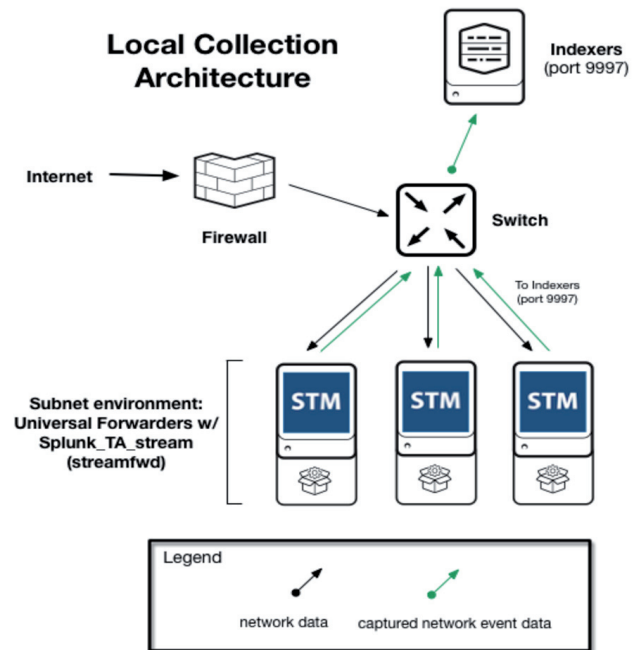 Local Collection
Architecture
Indexers
(port 9997)
Internet
Firewall
Switch
To Indexers
(port 9997)
Subnet environment:
Universal Forwarders w/
Splunk_TA_stream
(streamfwd)
STM
STM
STM
Legend
network data
captured network event data